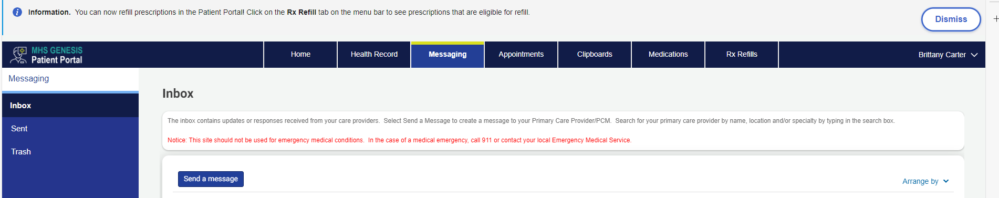 Information. You can now refill prescriptions in the Patient Portal! Click on the Rx Refill tab on the menu bar to see prescriptions that are eligible for refill.
Dismiss
MHS GENESIS
Patient Portal
Home
Health Record
Messaging
Appointments
Clipboards
Medications
Rx Refills
Brittany Carter
Messaging
Inbox
Sent
Trash
Inbox
The inbox contains updates or responses received from your care providers. Select Send a Message to create a message to your Primary Care Provider/PCM. Search for your primary care provider by name, location and/or specialty by typing in the search box.
Notice: This site should not be used for emergency medical conditions. In the case of a medical emergency, call 911 or contact your local Emergency Medical Service.
Send a message
Arrange by